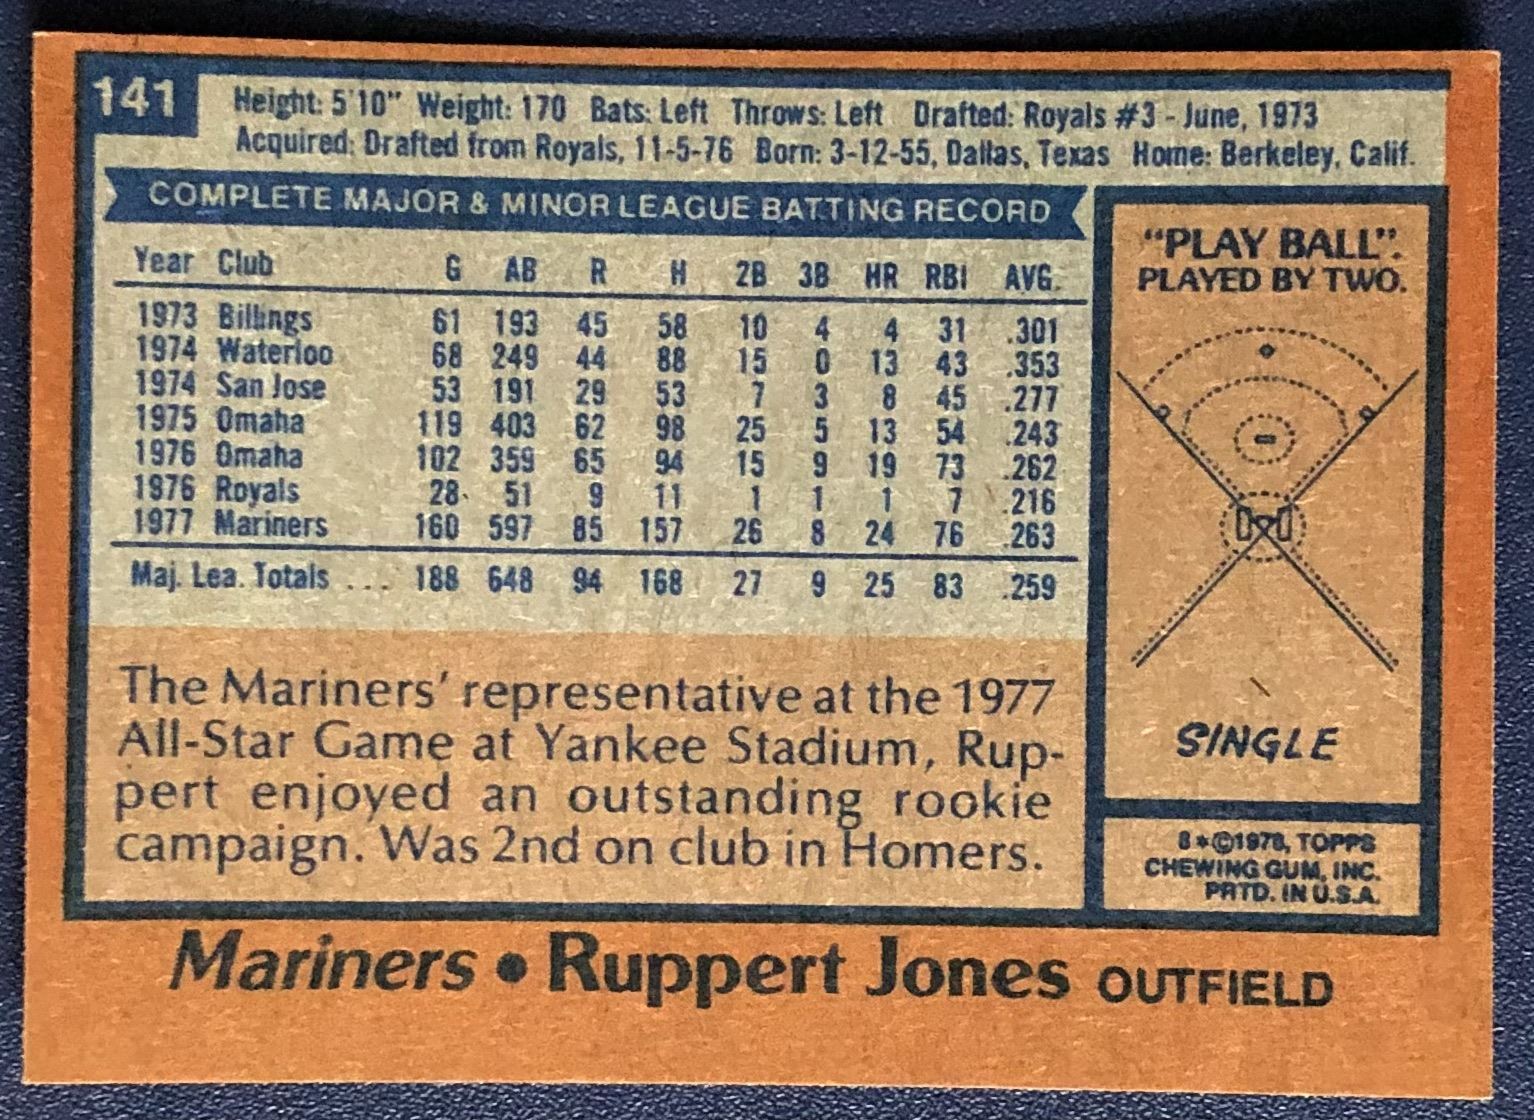 141
Height: 5'10" Weight: 170 Bats: Left Throws: Left Drafted: Royals #3 - June, 1973
Acquired: Drafted from Royals, 11-5-76 Born: 3-12-55, Dallas, Texas Home: Berkeley, Calif.
COMPLETE MAJOR & MINOR LEAGUE BATTING RECORD
Year Club G AB R H 2B 3B HR RBI AVG.
1973 Billings 61 193 45 58 10 4 4 31 .301
1974 Waterloo 68 249 44 88 15 0 13 43 .353
1974 San Jose 53 191 29 53 7 3 8 45 .277
1975 Omaha 119 403 62 98 25 5 13 54 .243
1976 Omaha 102 359 65 94 15 9 19 73 .262
1976 Royals 28 51 9 11 1 1 1 7 .216
1977 Mariners 160 597 85 157 26 8 24 76 .263
Maj. Lea. Totals ... 188 648 94 168 27 9 25 83 .259
The Mariners' representative at the 1977
All-Star Game at Yankee Stadium, Rup-
pert enjoyed an outstanding rookie
campaign. Was 2nd on club in Homers.
"PLAY BALL".
PLAYED BY TWO.
SINGLE
8*©1978, TOPPS
CHEWING GUM, INC.
PRTD. IN U.S.A.
Mariners • Ruppert Jones OUTFIELD